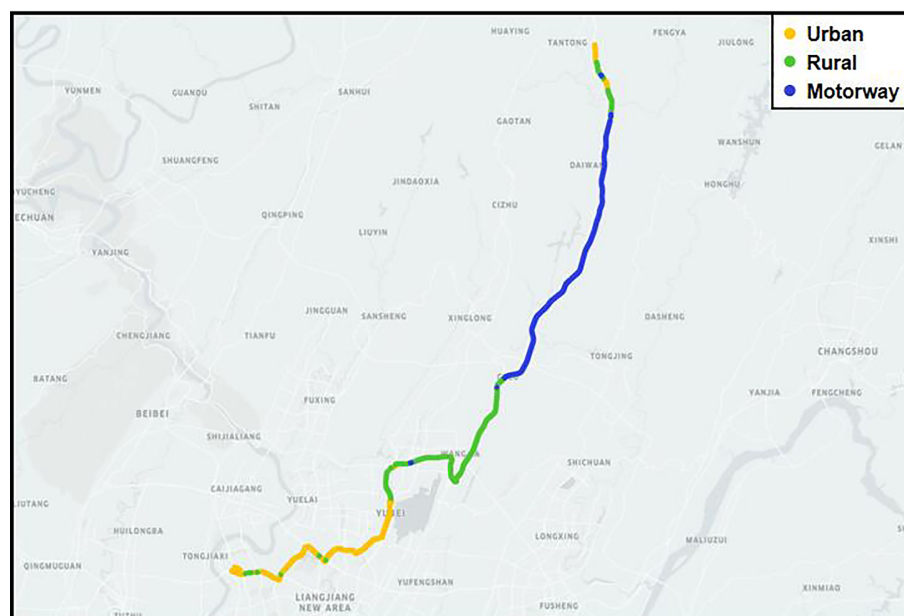 Urban
Rural
Motorway
HUAYING
FENGYA
TANTONG
JIULONG
YUNMEN
GUANDU
SANHUI
SHITAN
GAOTAN
WANSHUN
GELAN
SHUANGFENG
DAIWAN
JINDAOXIA
HONGHU
YUCHENG
CIZHU
ECHUAN
QINGPING
LIUYIN
XINSHI
YANJING
JINGGUAN
SANSHENG
XINGLONG
DASHENG
CHENGJIANG
TIANFU
CHANGSHOU
TONGJING
BATANG
YANJIA
FENGCHENG
FUXING
BEIBEI
SHIJIALIANG
SHICHUAN
CAIJIAGANG
YUELAI
LIUTANG
HUILONGBA
LONGXING
MALIUZUI
TONGJIAXI
QINGMUGUAN
YUFENGSHAN
XINMIAO
LIANGJIANG
NEW AREA
FUSHENG